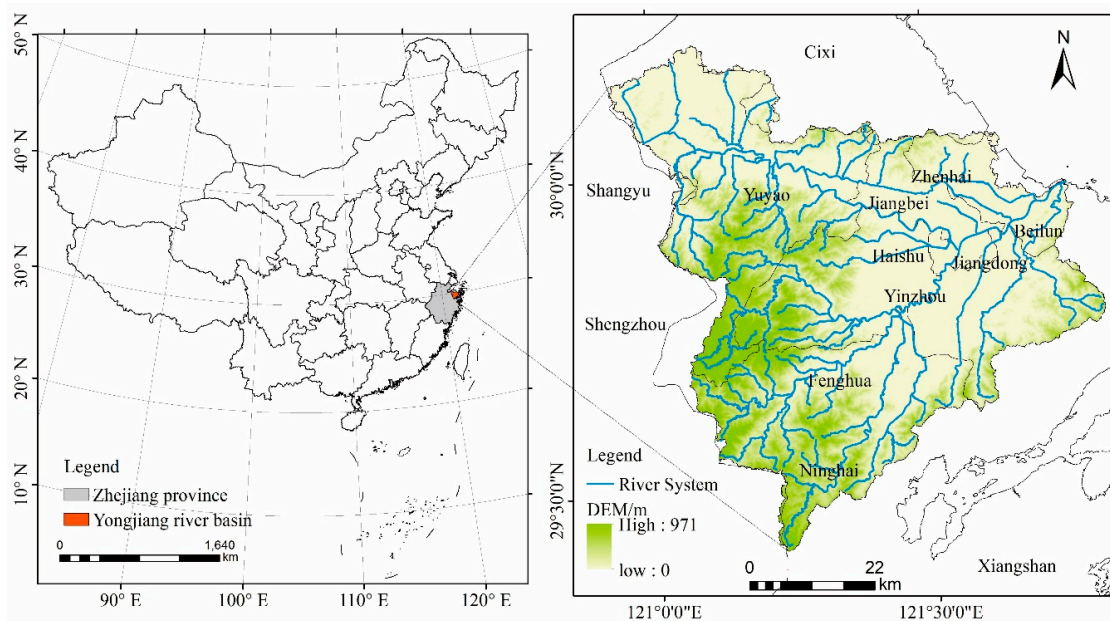 50° N
40° N
30° N
20° N
10° N
90° E
100° E
110° E
120° E
Legend
Zhejiang province
Yongjiang river basin
0
1,640
km
N
Cixi
Shangyu
Yuyao
Zhenhai
Jiangbei
Beilun
Haishu
Jiangdong
Yinzhou
Shengzhou
Fenghua
Ninghai
Xiangshan
30°0'0"N
29°30'0"N
121°0'0"E
121°30'0"E
Legend
River System
DEM/m
High : 971
low : 0
0
22
km